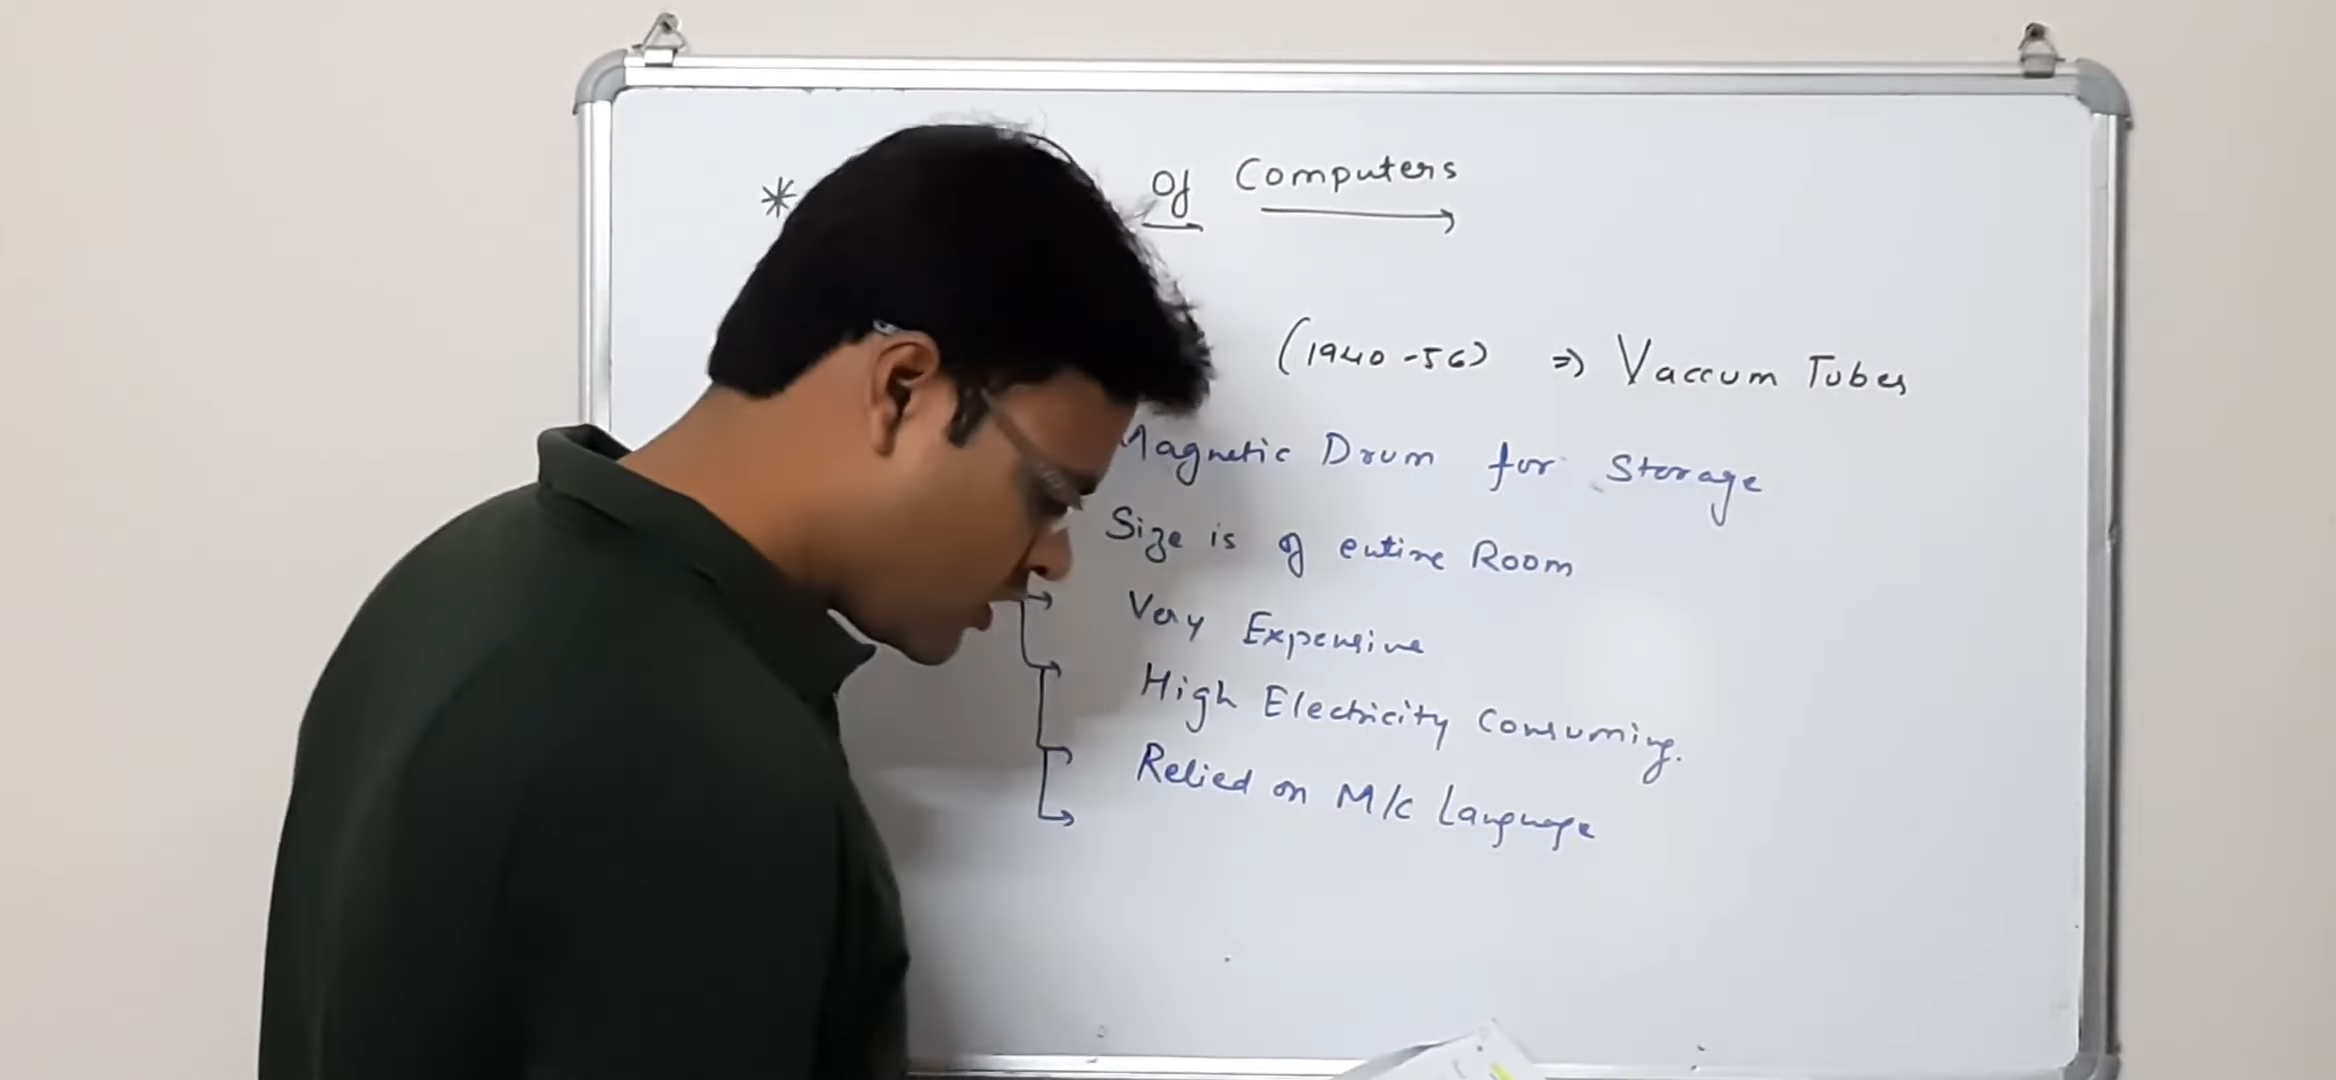 * Of Computers
(1940-56) => Vaccum Tubes
Magnetic Drum for Storage
Size is of entire Room
Very Expensive
High Electricity Consuming.
Relied on M/c Language